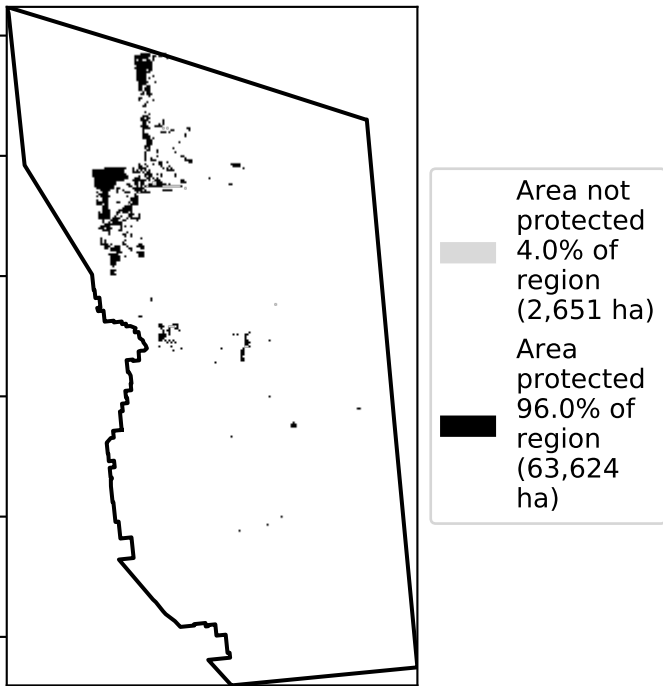 Area not
protected
4.0% of
region
(2,651 ha)
Area
protected
96.0% of
region
(63,624
ha)